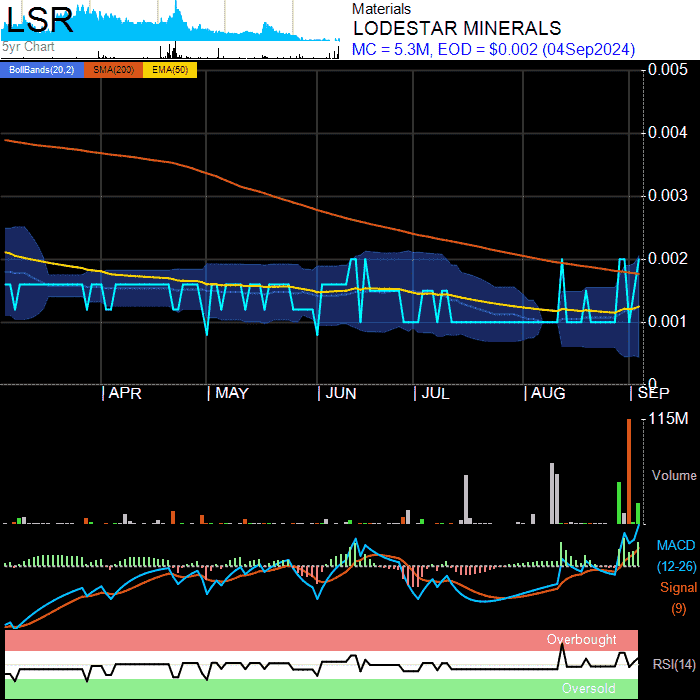 LSR
5yr Chart
Materials
LODESTAR MINERALS
MC = 5.3M, EOD = $0.002 (04Sep2024)
BollBands(20,2) SMA(200) EMA(50)
0.005
0.004
0.003
0.002
0.001
0
APR MAY JUN JUL AUG SEP
115M
Volume
MACD
(12-26)
Signal
(9)
Overbought
RSI(14)
Oversold